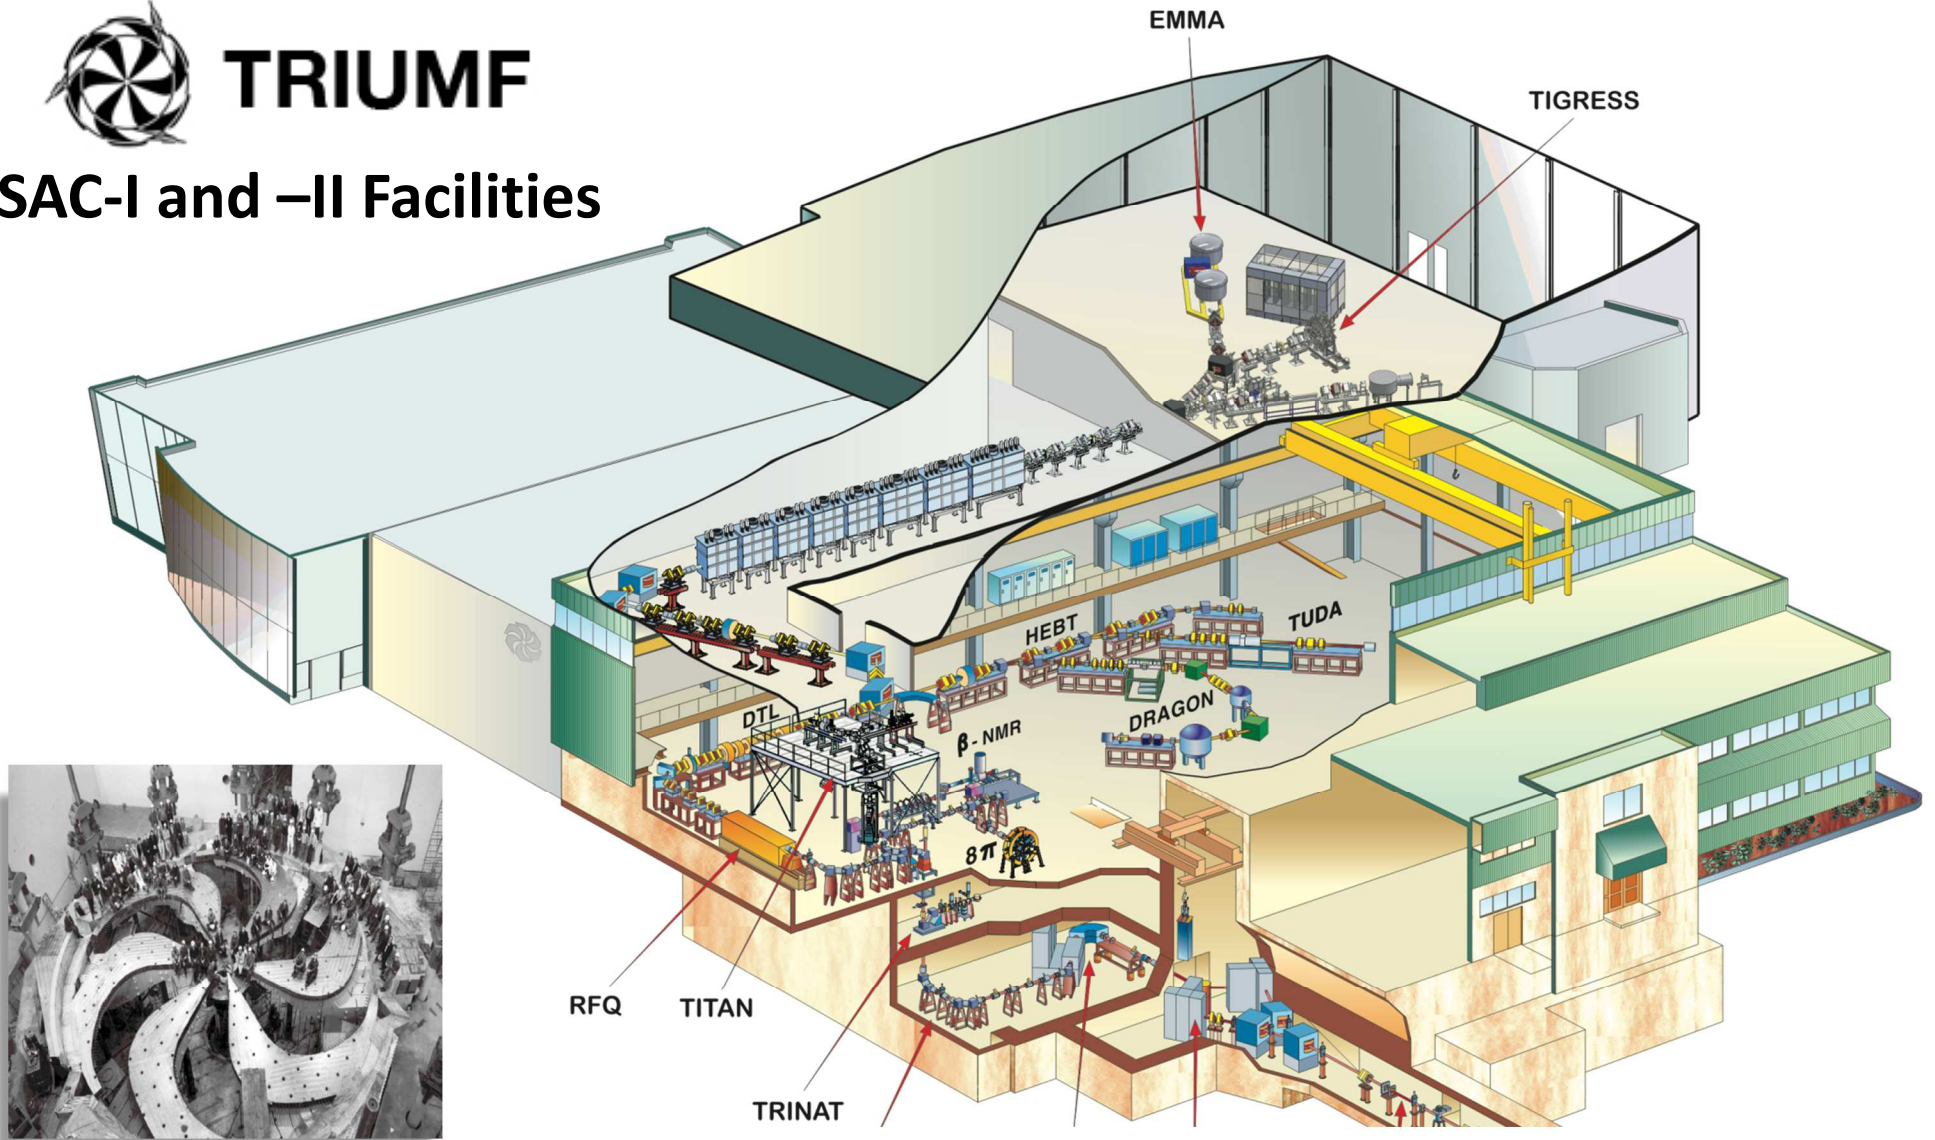 TRIUMF
SAC-I and –II Facilities
EMMA
TIGRESS
HEBT
TUDA
DTL
β-NMR
DRAGON
8π
RFQ
TITAN
TRINAT